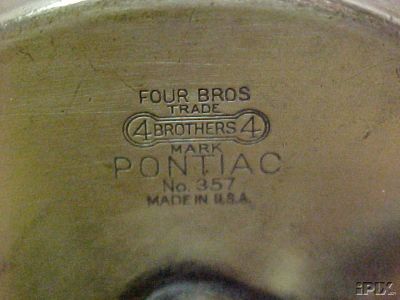 FOUR BROS
TRADE
4 BROTHERS 4
MARK
PONTIAC
No. 357
MADE IN U.S.A.
iPIX